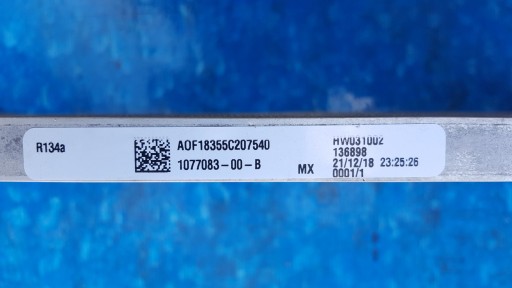 R134a
AOF18355C207540
1077083-00-B
MX
HW031002
136898
21/12/18 23:25:26
0001/1